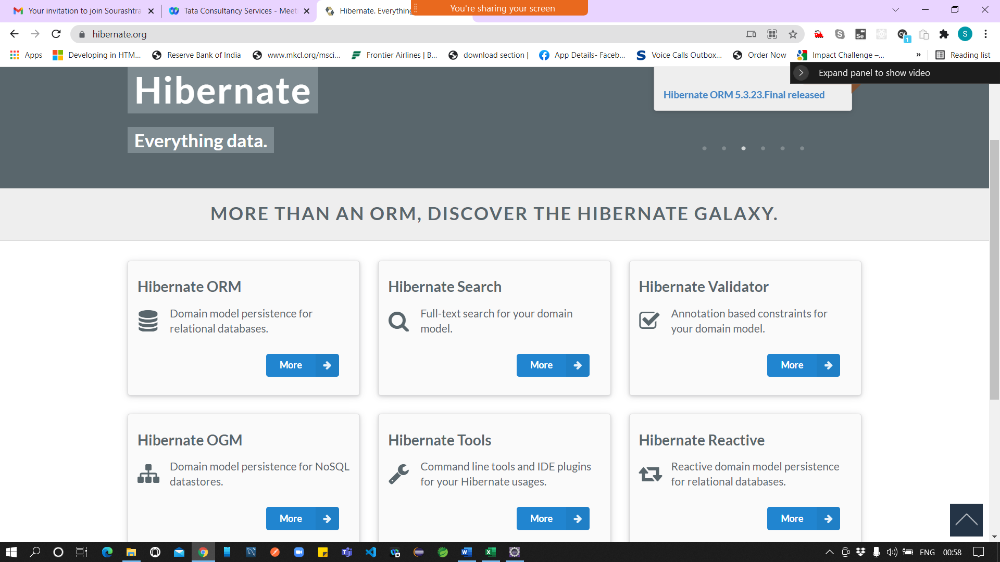 Your invitation to join Sourashtra
Tata Consultancy Services - Meet
Hibernate. Everything
You're sharing your screen
hibernate.org
S
Se
S
CY
1
Apps
Developing in HTM...
Reserve Bank of India
www.mkcl.org/msci...
Frontier Airlines | B...
download section |
App Details- Faceb...
S
Voice Calls Outbox...
Order Now
Impact Challenge –...
»
Reading list
Expand panel to show video
Hibernate
Hibernate ORM 5.3.23.Final released
Everything data.
MORE THAN AN ORM, DISCOVER THE HIBERNATE GALAXY.
Hibernate ORM
Domain model persistence for
relational databases.
More
Hibernate Search
Full-text search for your domain
model.
More
Hibernate Validator
Annotation based constraints for
your domain model.
More
Hibernate OGM
Domain model persistence for NoSQL
datastores.
More
Hibernate Tools
Command line tools and IDE plugins
for your Hibernate usages.
More
Hibernate Reactive
Reactive domain model persistence
for relational databases.
More
ENG
00:58